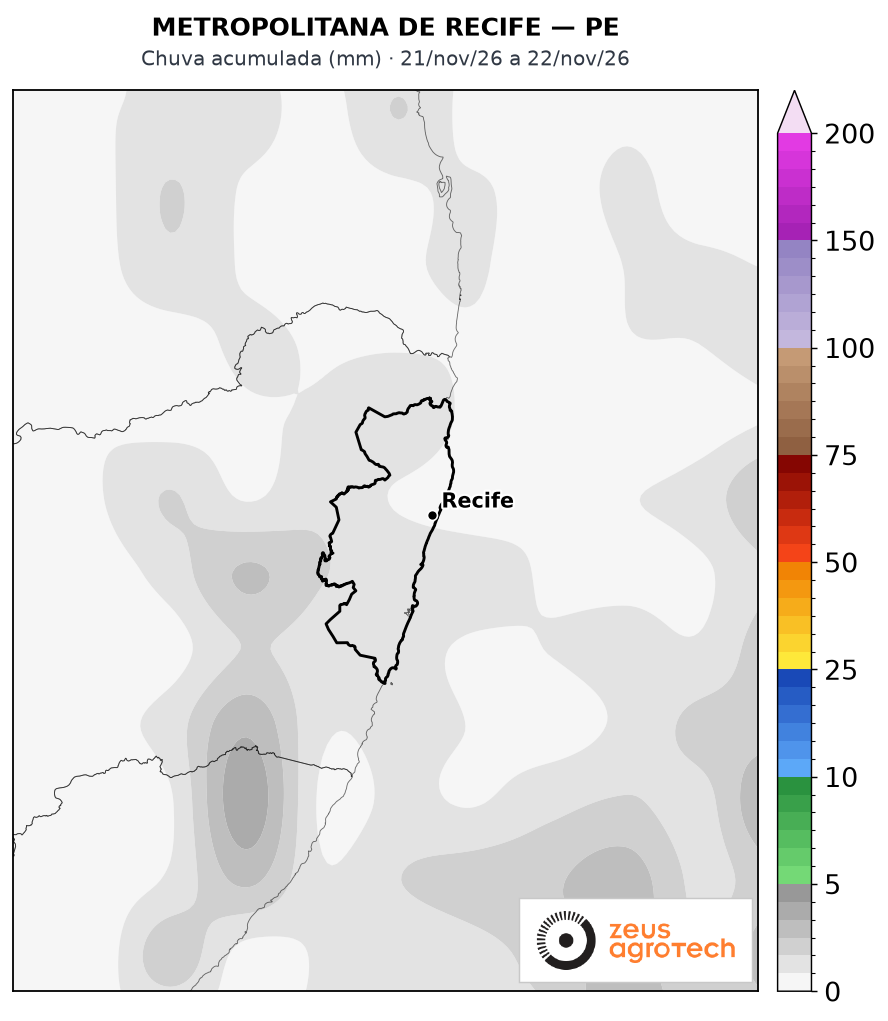 METROPOLITANA DE RECIFE — PE
Chuva acumulada (mm) · 21/nov/26 a 22/nov/26
Recife
200
150
100
75
50
25
10
5
0
zeus
agrotech